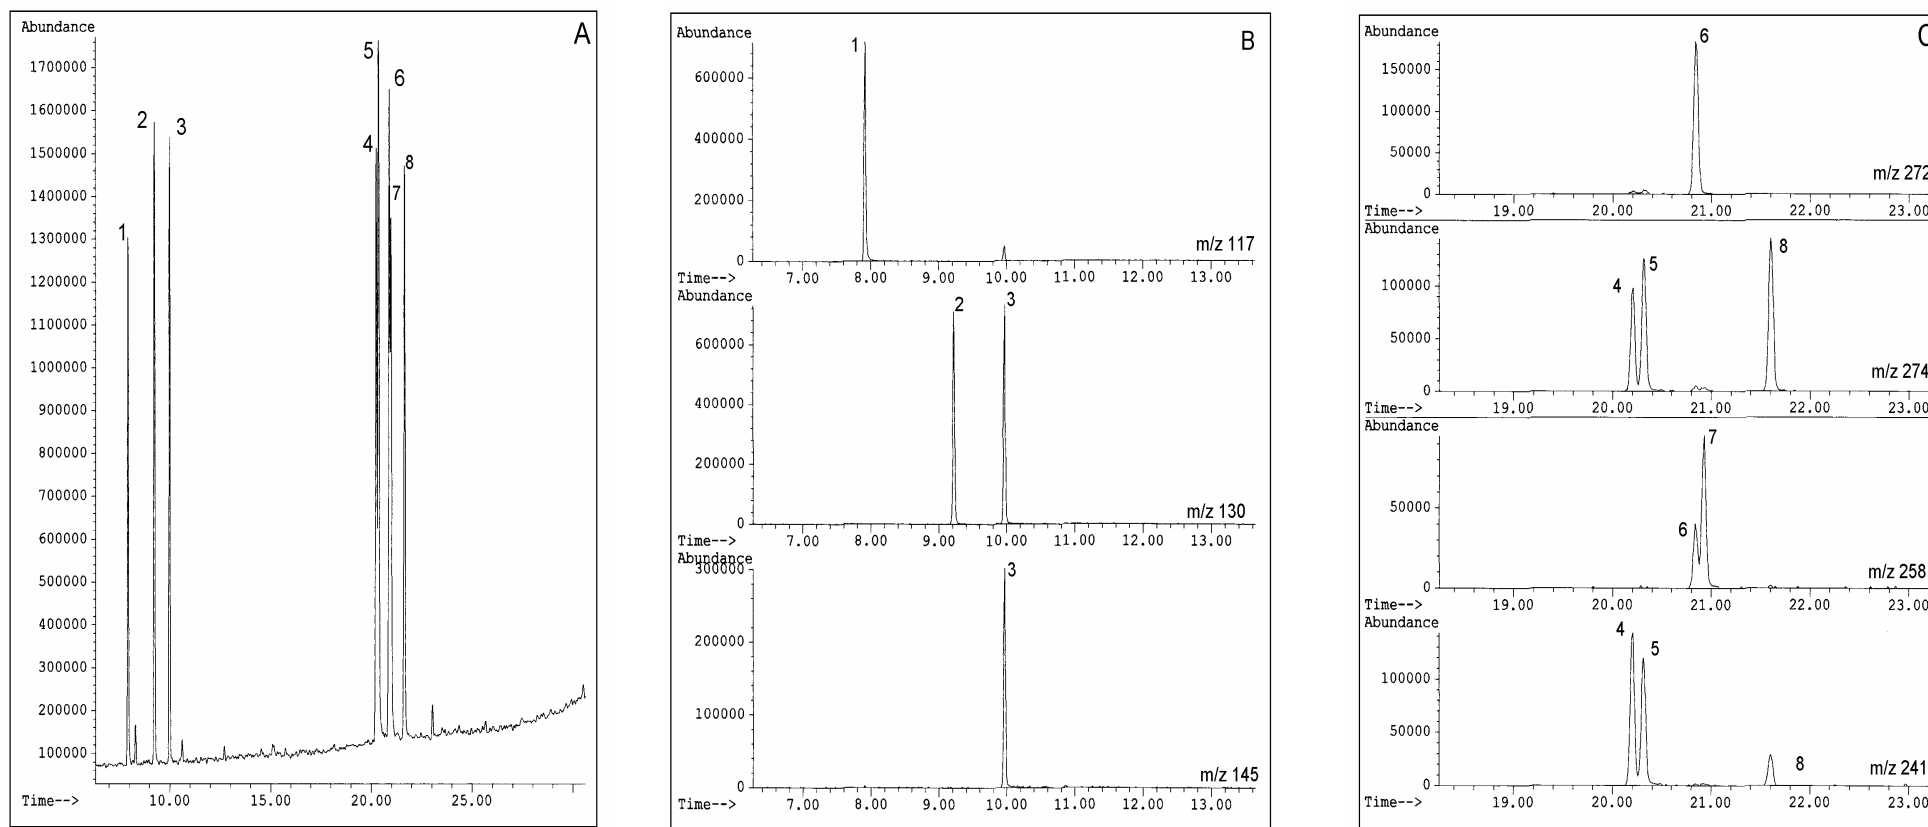 Abundance
A
1700000
1600000
1500000
1400000
1300000
1200000
1100000
1000000
900000
800000
700000
600000
500000
400000
300000
200000
100000
1
2
3
4
5
6
7
8
10.00 15.00 20.00 25.00
Time-->
Abundance
B
1
600000
400000
200000
0
m/z 117
7.00 8.00 9.00 10.00 11.00 12.00 13.00
Time-->
Abundance
2 3
600000
400000
200000
0
m/z 130
7.00 8.00 9.00 10.00 11.00 12.00 13.00
Time-->
Abundance
300000
3
200000
100000
0
m/z 145
7.00 8.00 9.00 10.00 11.00 12.00 13.00
Time-->
Abundance
C
6
150000
100000
50000
0
m/z 272
19.00 20.00 21.00 22.00 23.00
Time-->
Abundance
4 5 8
100000
50000
0
m/z 274
19.00 20.00 21.00 22.00 23.00
Time-->
Abundance
7
50000
6
0
m/z 258
19.00 20.00 21.00 22.00 23.00
Time-->
Abundance
4 5
100000
50000
8
0
m/z 241
19.00 20.00 21.00 22.00 23.00
Time-->